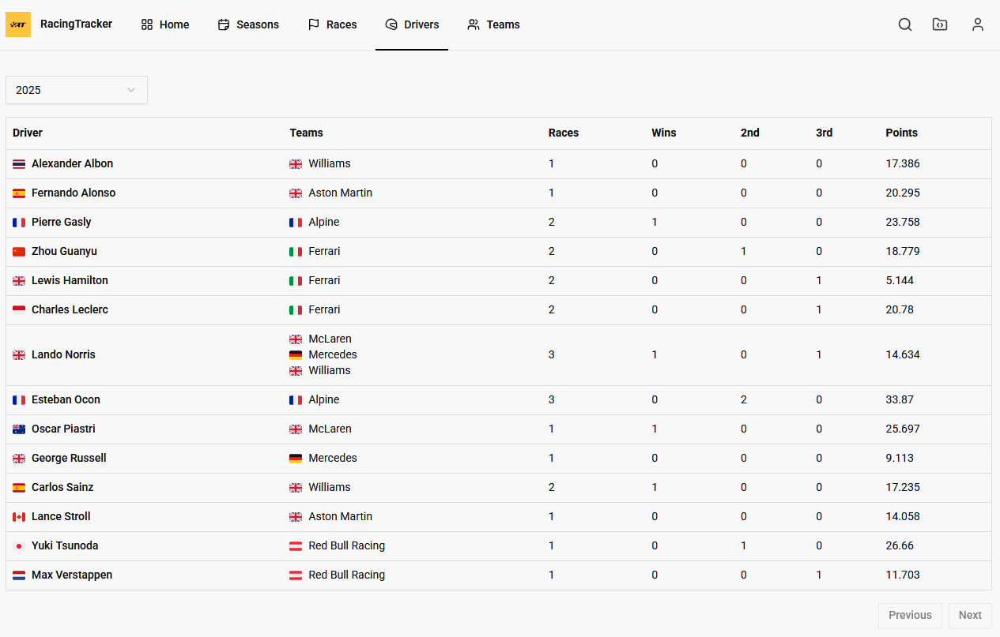 RacingTracker Home Seasons Races Drivers Teams
2025
Driver Teams Races Wins 2nd 3rd Points
Alexander Albon Williams 1 0 0 0 17.386
Fernando Alonso Aston Martin 1 0 0 0 20.295
Pierre Gasly Alpine 2 1 0 0 23.758
Zhou Guanyu Ferrari 2 0 1 0 18.779
Lewis Hamilton Ferrari 2 0 0 1 5.144
Charles Leclerc Ferrari 2 0 0 1 20.78
McLaren
Lando Norris Mercedes 3 1 0 1 14.634
Williams
Esteban Ocon Alpine 3 0 2 0 33.87
Oscar Piastri McLaren 1 1 0 0 25.697
George Russell Mercedes 1 0 0 0 9.113
Carlos Sainz Williams 2 1 0 0 17.235
Lance Stroll Aston Martin 1 0 0 0 14.058
Yuki Tsunoda Red Bull Racing 1 0 1 0 26.66
Max Verstappen Red Bull Racing 1 0 0 1 11.703
Previous Next